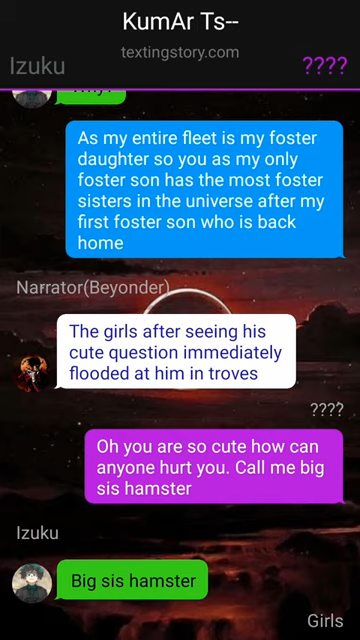 KumAr Ts--
textingstory.com
Izuku
????
Why?
As my entire fleet is my foster
daughter so you as my only
foster son has the most foster
sisters in the universe after my
first foster son who is back
home
Narrator(Beyonder)
The girls after seeing his
cute question immediately
flooded at him in troves
????
Oh you are so cute how can
anyone hurt you. Call me big
sis hamster
Izuku
Big sis hamster
Girls